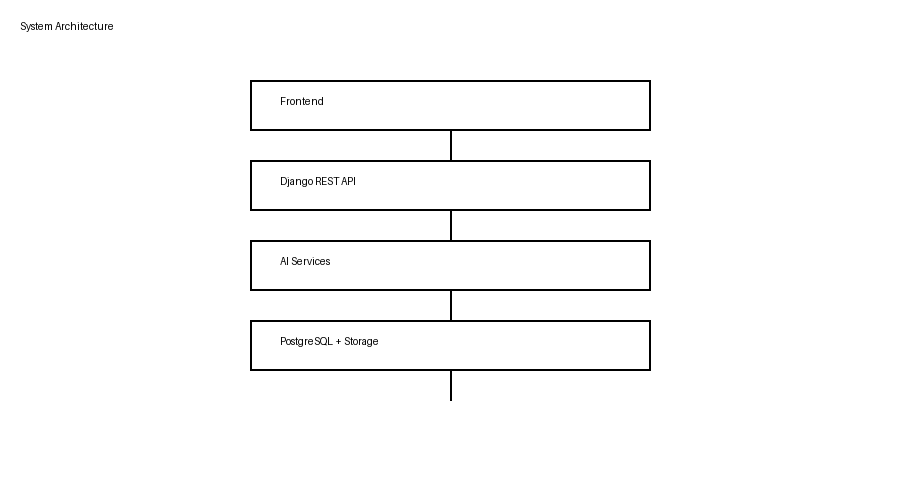 System Architecture
Frontend
Django REST API
AI Services
PostgreSQL + Storage